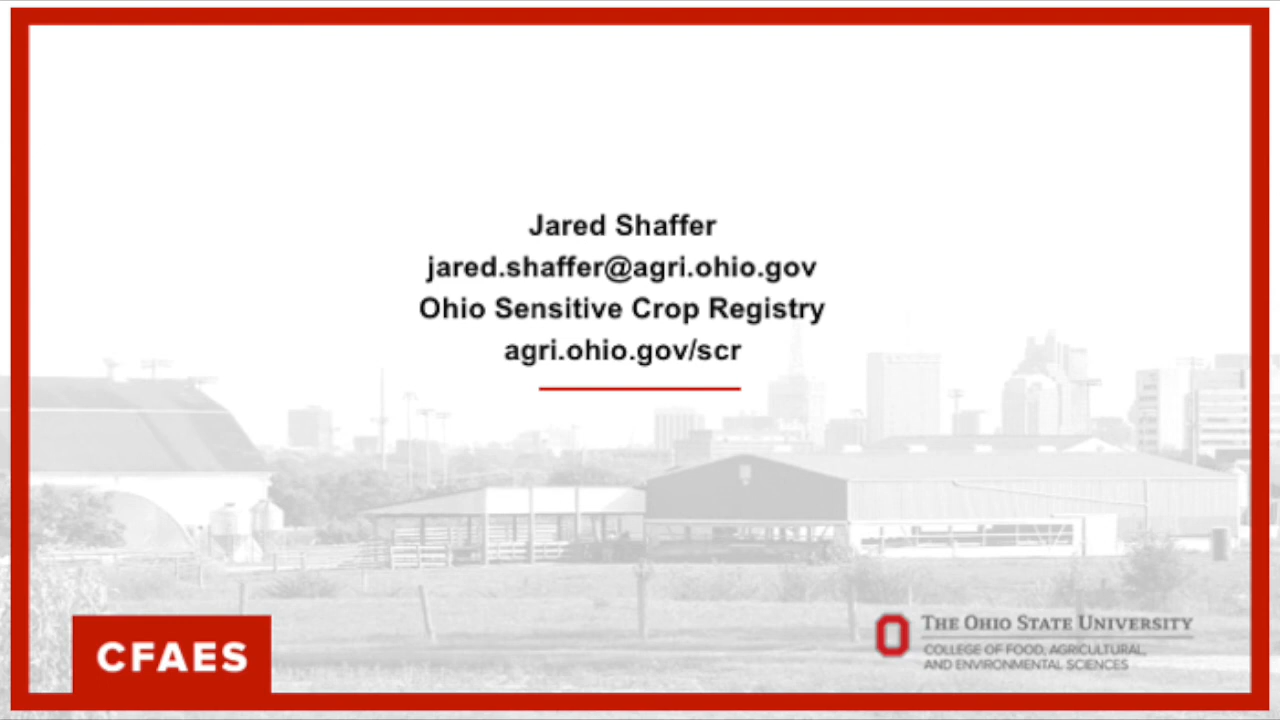 Jared Shaffer
jared.shaffer@agri.ohio.gov
Ohio Sensitive Crop Registry
agri.ohio.gov/scr
CFAES
THE OHIO STATE UNIVERSITY
COLLEGE OF FOOD, AGRICULTURAL,
AND ENVIRONMENTAL SCIENCES